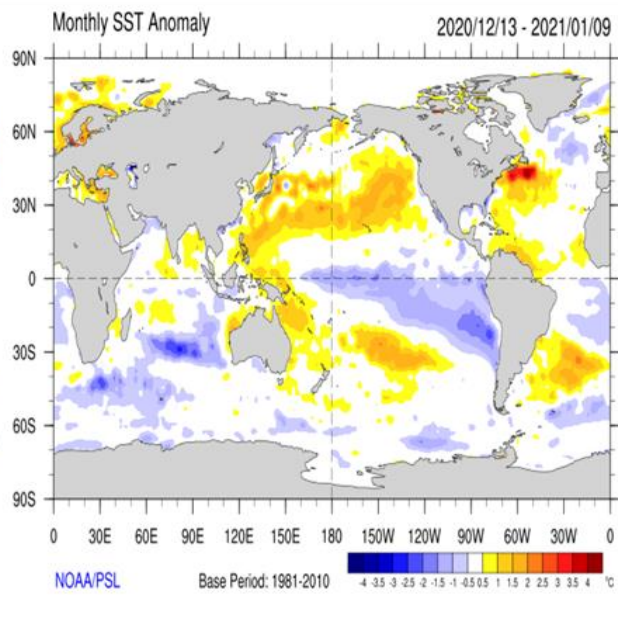 Monthly SST Anomaly 2020/12/13 - 2021/01/09
90N
60N
30N
0
30S
60S
90S
0 30E 60E 90E 120E 150E 180 150W 120W 90W 60W 30W 0
NOAA/PSL Base Period: 1981-2010 °C
-4 -3.5 -3 -2.5 -2 -1.5 -1 -0.5 0.5 1 1.5 2 2.5 3 3.5 4